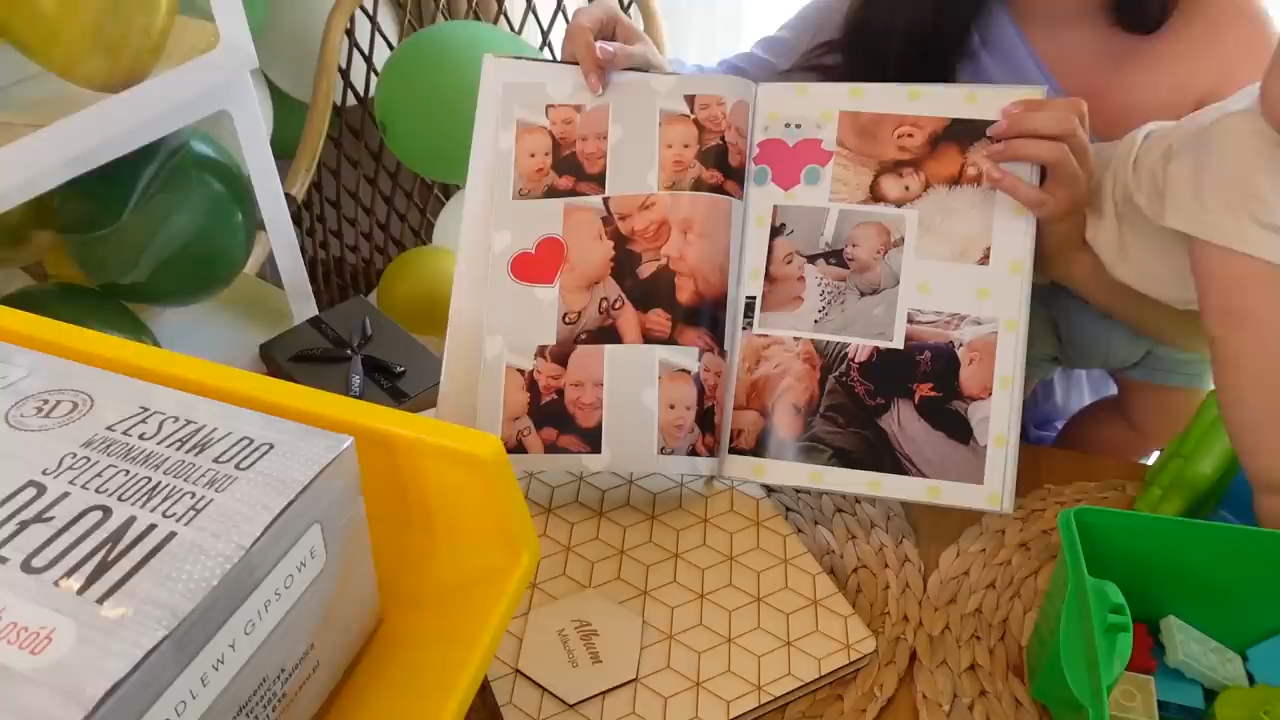 3D
ZESTAW DO
WYKONANIA ODLEWU
SPLECIONYCH
DŁONI
osób
ODLEWY GIPSOWE
Album
Mikołaja